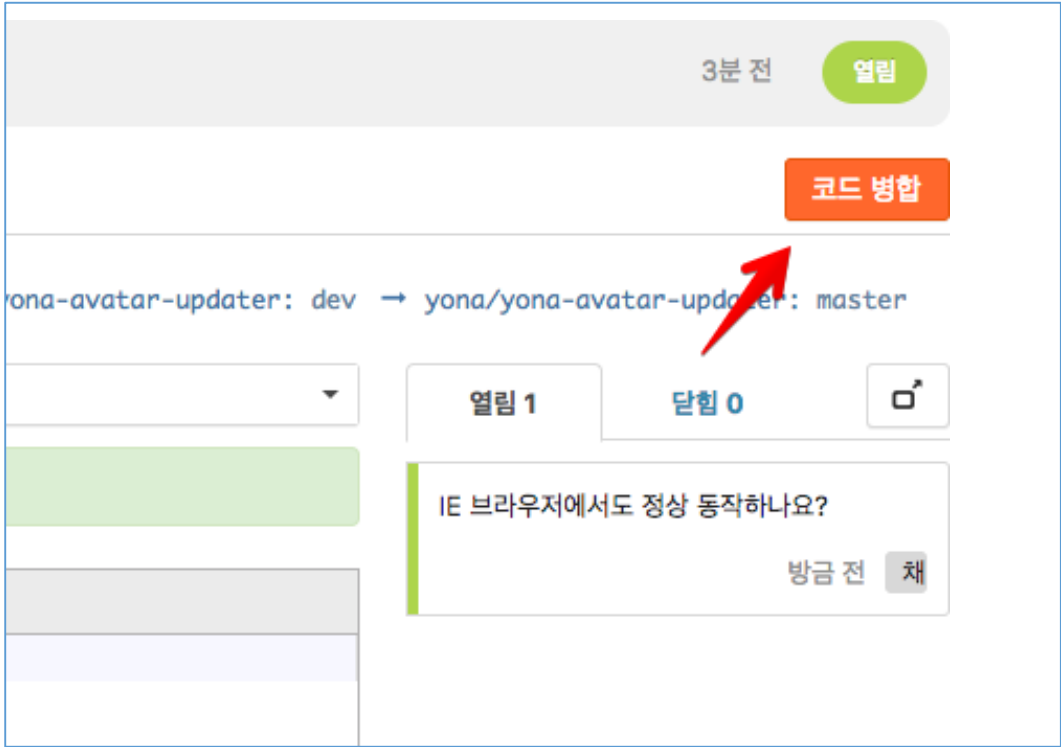 3분 전 열림
코드 병합
yona-avatar-updater: dev → yona/yona-avatar-updater: master
열림 1 닫힘 0
IE 브라우저에서도 정상 동작하나요?
방금 전 채